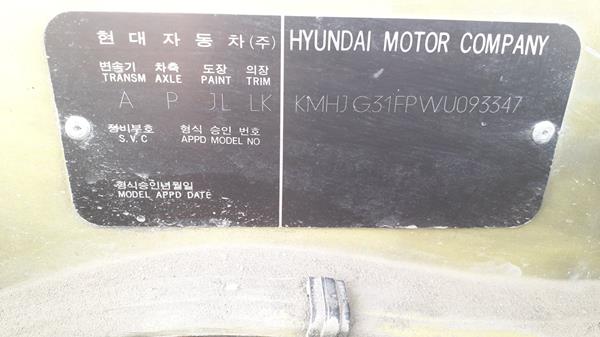 현대자동차(주) HYUNDAI MOTOR COMPANY
변속기 차축 도장 의장
TRANSM AXLE PAINT TRIM
A P JL LK KMHJG31FPWU093347
정비부호 형식 승인 번호
S.V.C APPD MODEL NO
형식승인년월일
MODEL APPD DATE